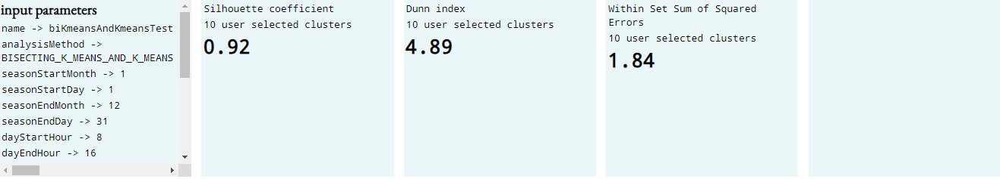 input parameters
name -> biKmeansAndKmeansTest
analysisMethod ->
BISECTING_K_MEANS_AND_K_MEANS
seasonStartMonth -> 1
seasonStartDay -> 1
seasonEndMonth -> 12
seasonEndDay -> 31
dayStartHour -> 8
dayEndHour -> 16
Silhouette coefficient
10 user selected clusters
0.92
Dunn index
10 user selected clusters
4.89
Within Set Sum of Squared
Errors
10 user selected clusters
1.84